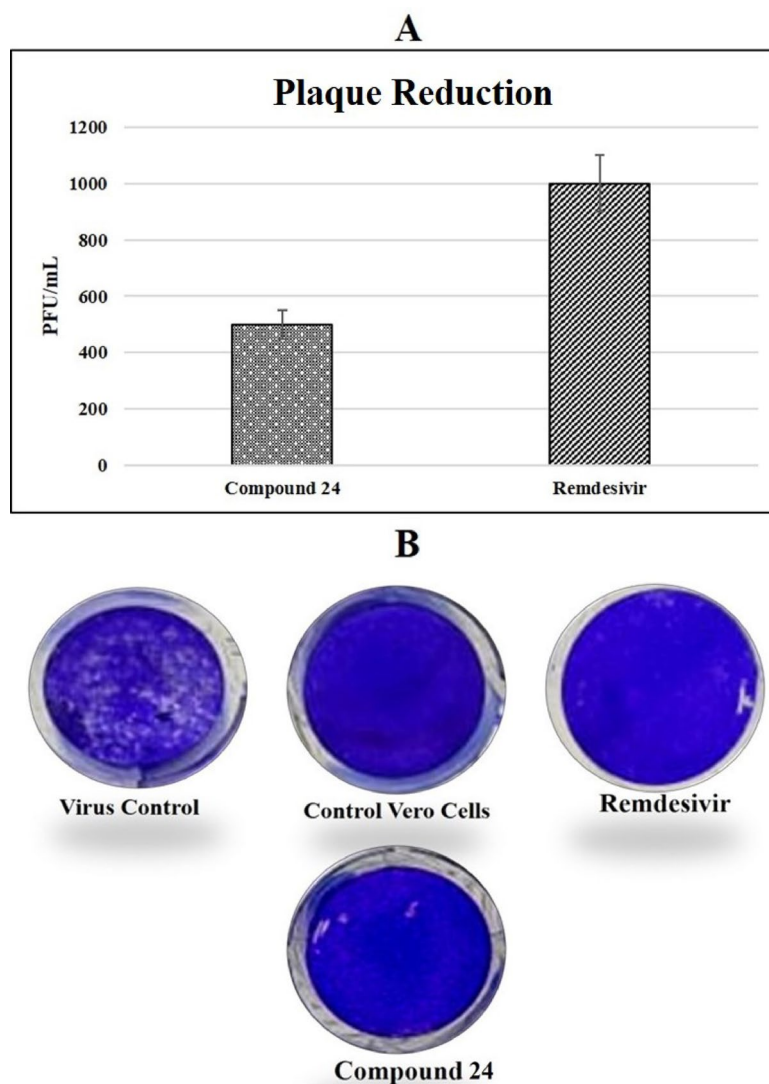 A
Plaque Reduction
1200
1000
800
600
400
200
0
PFU/mL
Compound 24
Remdesivir
B
Virus Control
Control Vero Cells
Remdesivir
Compound 24